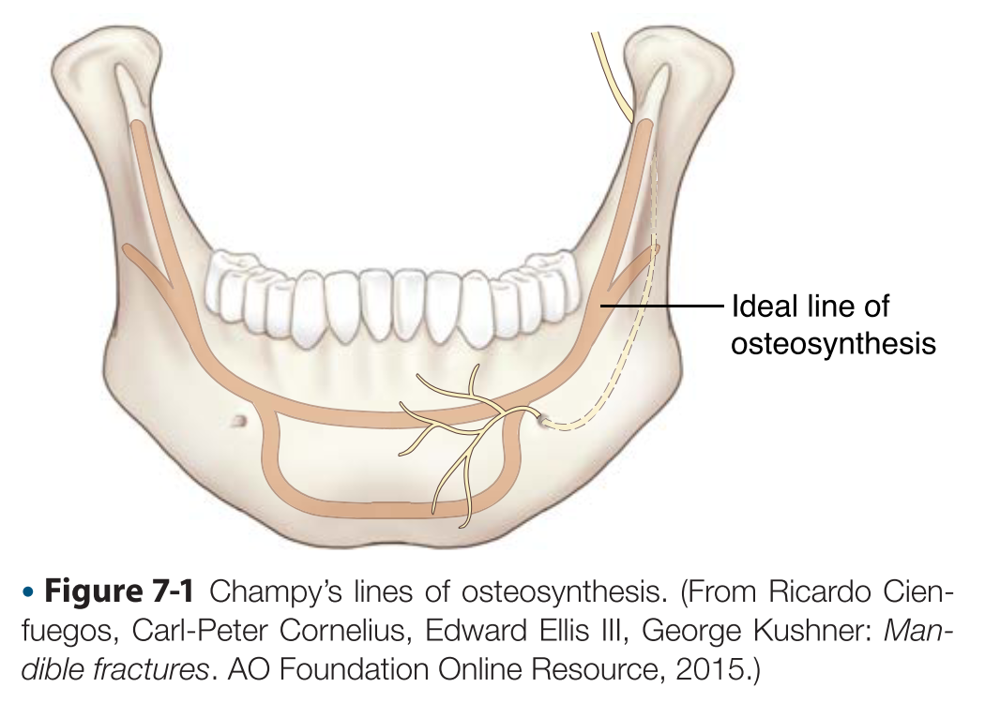 Ideal line of
osteosynthesis
• Figure 7-1 Champy's lines of osteosynthesis. (From Ricardo Cien-
fuegos, Carl-Peter Cornelius, Edward Ellis III, George Kushner: Man-
dible fractures. AO Foundation Online Resource, 2015.)